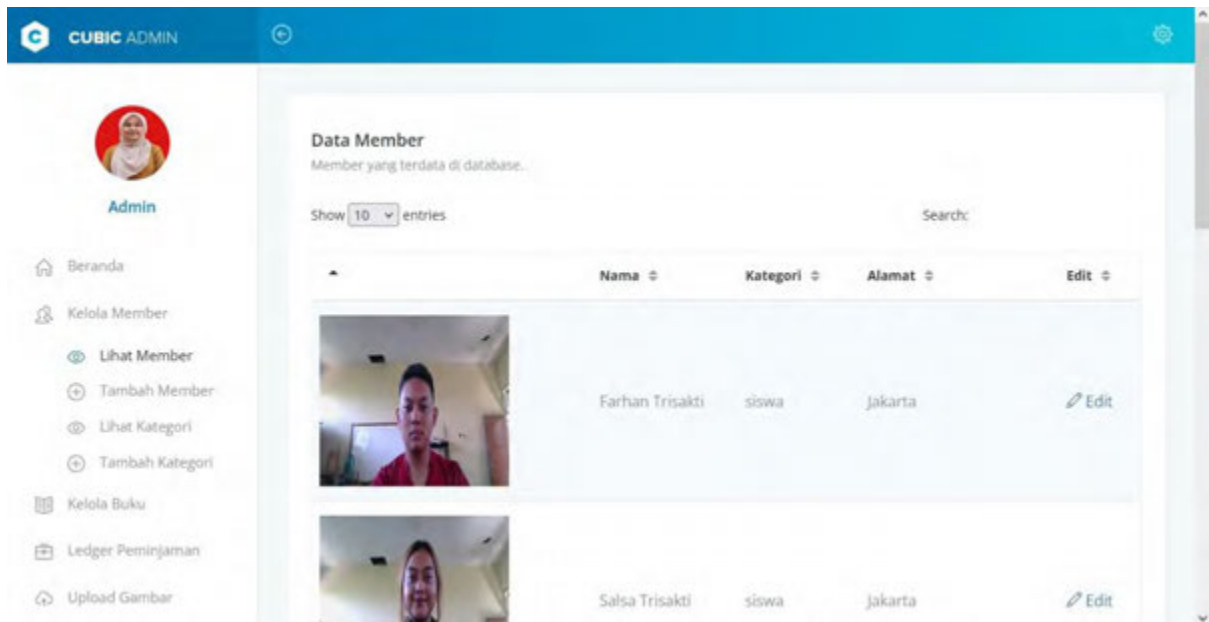 C CUBIC ADMIN
Admin
Beranda
Kelola Member
Lihat Member
Tambah Member
Lihat Kategori
Tambah Kategori
Kelola Buku
Ledger Peminjaman
Upload Gambar
Data Member
Member yang terdata di database.
Show 10 entries Search:
Nama Kategori Alamat Edit
Farhan Trisakti siswa Jakarta Edit
Salsa Trisakti siswa Jakarta Edit